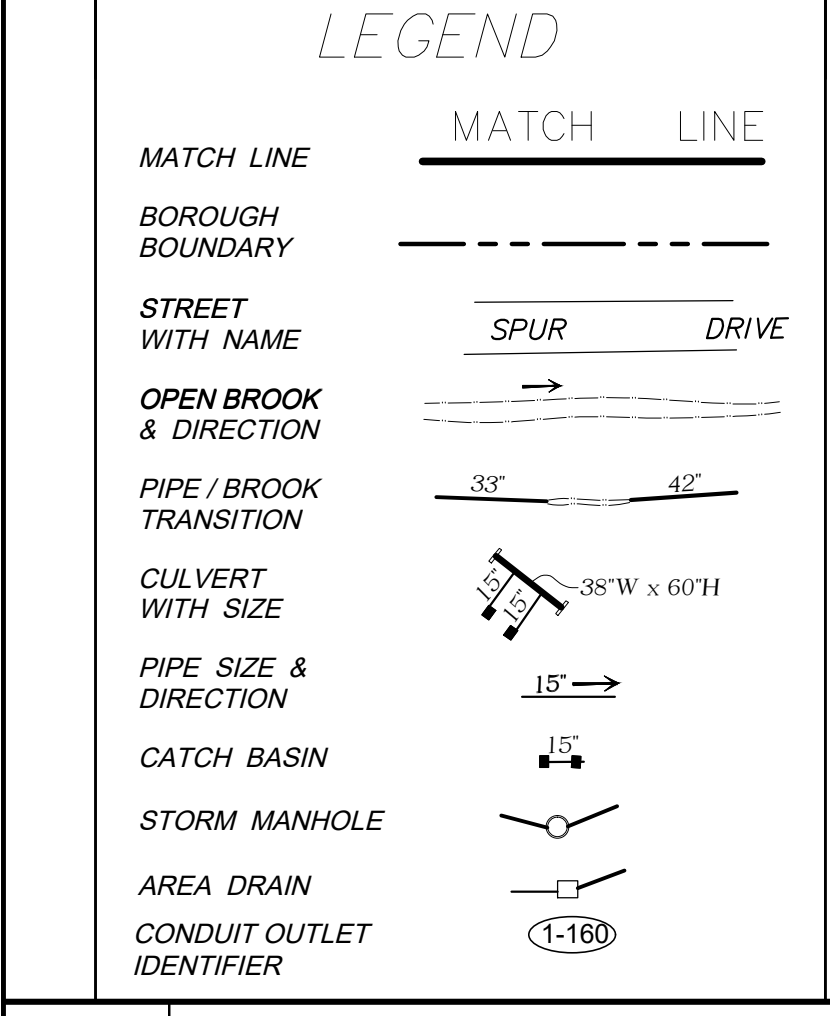 LEGEND
MATCH LINE
MATCH LINE
BOROUGH
BOUNDARY
STREET
WITH NAME
SPUR DRIVE
OPEN BROOK
& DIRECTION
PIPE / BROOK
TRANSITION
33" 42"
CULVERT
WITH SIZE
15"
15"
38"W x 60"H
PIPE SIZE &
DIRECTION
15"
CATCH BASIN
15"
STORM MANHOLE
AREA DRAIN
CONDUIT OUTLET
IDENTIFIER
1-160